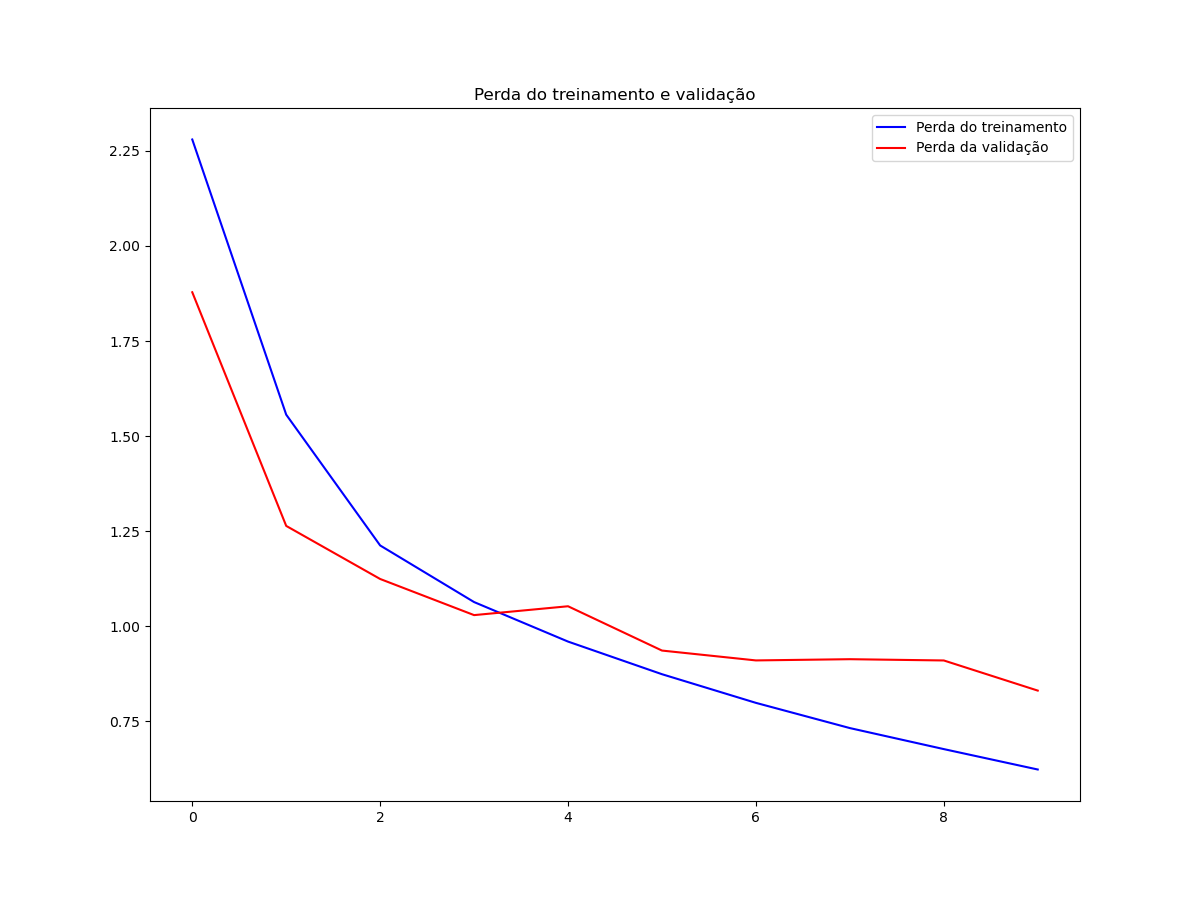 Perda do treinamento e validação
Perda do treinamento
Perda da validação
2.25
2.00
1.75
1.50
1.25
1.00
0.75
0 2 4 6 8